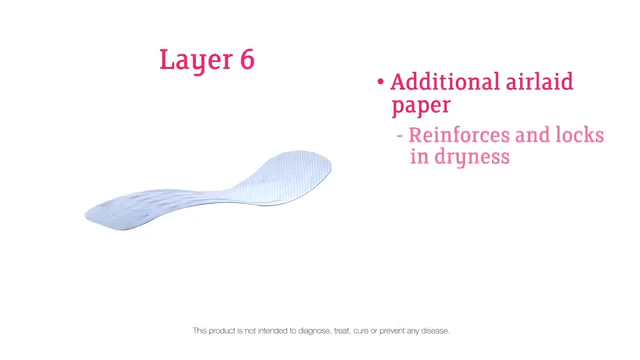 Layer 6
• Additional airlaid
paper
- Reinforces and locks
in dryness
This product is not intended to diagnose, treat, cure or prevent any disease.